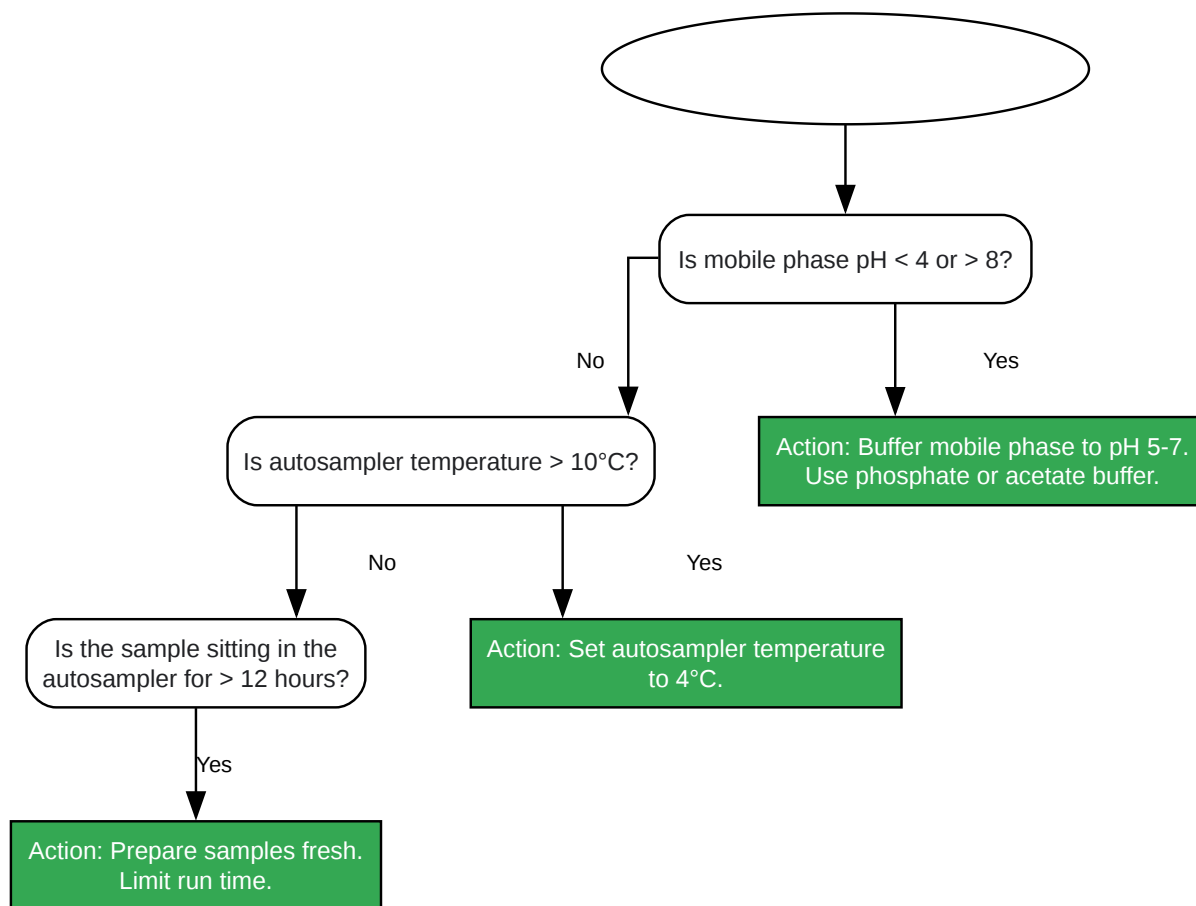 Is mobile phase pH < 4 or > 8?
No
Yes
Is autosampler temperature > 10°C?
Action: Buffer mobile phase to pH 5-7.
Use phosphate or acetate buffer.
No
Yes
Is the sample sitting in the
autosampler for > 12 hours?
Action: Set autosampler temperature
to 4°C.
Yes
Action: Prepare samples fresh.
Limit run time.